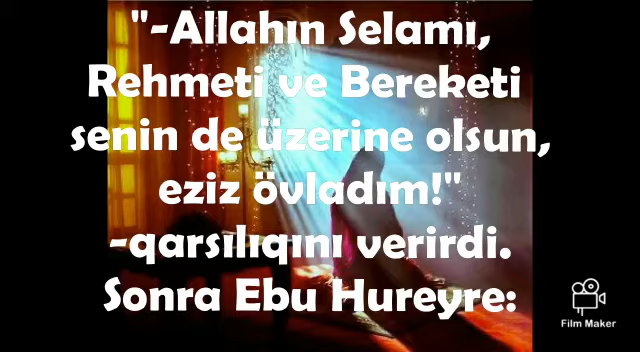 "-Allahın Selamı,
Rehmeti ve Bereketi
senin de üzerine olsun,
eziz övladım!"
-qarsılıqını verirdi.
Sonra Ebu Hureyre:
Film Maker